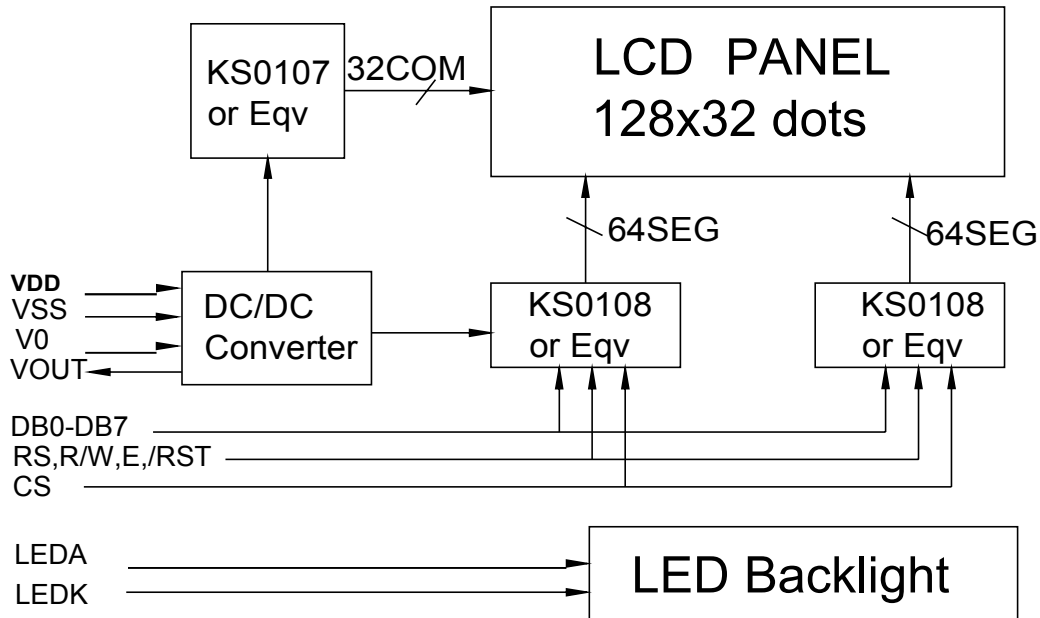 KS0107
or Eqv
32COM
LCD PANEL
128x32 dots
64SEG
64SEG
VDD
VSS
V0
VOUT
DC/DC
Converter
KS0108
or Eqv
KS0108
or Eqv
DB0-DB7
RS,R/W,E,/RST
CS
LEDA
LEDK
LED Backlight